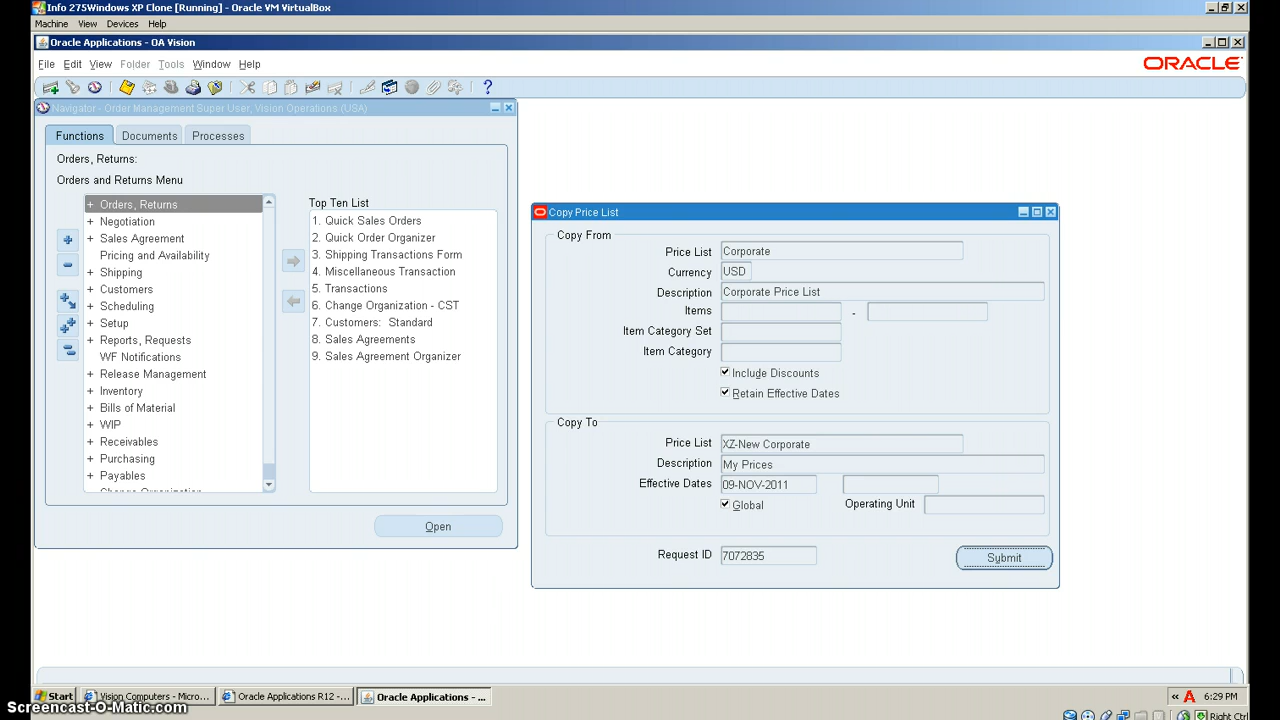 Info 275Windows XP Clone [Running] - Oracle VM VirtualBox
Machine View Devices Help
Oracle Applications - OA Vision
File Edit View Folder Tools Window Help
ORACLE
Navigator - Order Management Super User, Vision Operations (USA)
Functions Documents Processes
Orders, Returns:
Orders and Returns Menu
+ Orders, Returns
+ Negotiation
+ Sales Agreement
Pricing and Availability
+ Shipping
+ Customers
+ Scheduling
+ Setup
+ Reports, Requests
WF Notifications
+ Release Management
+ Inventory
+ Bills of Material
+ WIP
+ Receivables
+ Purchasing
+ Payables
Change Organization
Top Ten List
1. Quick Sales Orders
2. Quick Order Organizer
3. Shipping Transactions Form
4. Miscellaneous Transaction
5. Transactions
6. Change Organization - CST
7. Customers: Standard
8. Sales Agreements
9. Sales Agreement Organizer
Open
Copy Price List
Copy From
Price List Corporate
Currency USD
Description Corporate Price List
Items -
Item Category Set
Item Category
Include Discounts
Retain Effective Dates
Copy To
Price List XZ-New Corporate
Description My Prices
Effective Dates 09-NOV-2011
Global Operating Unit
Request ID 7072835 Submit
Start Vision Computers - Micro... Oracle Applications R12 -... Oracle Applications - ... « A 6:29 PM
Screencast-O-Matic.com Right Ctrl